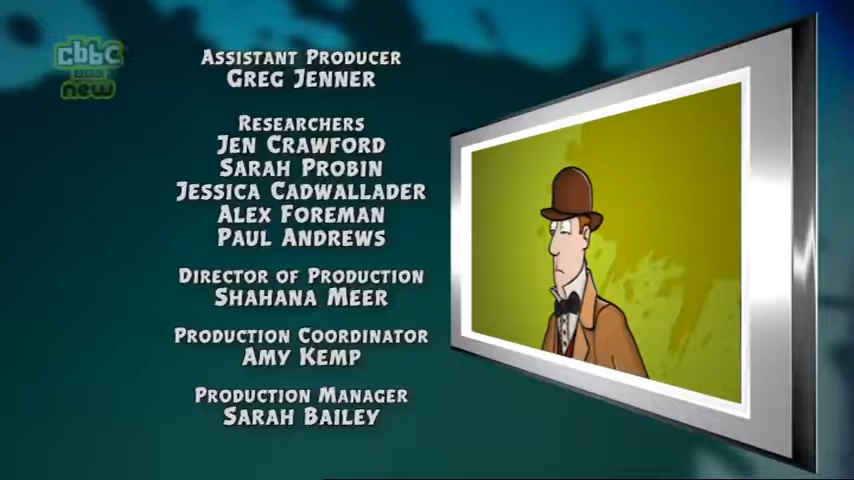 cbbc
new
Assistant Producer
Greg Jenner
Researchers
Jen Crawford
Sarah Probin
Jessica Cadwallader
Alex Foreman
Paul Andrews
Director of Production
Shahana Meer
Production Coordinator
Amy Kemp
Production Manager
Sarah Bailey